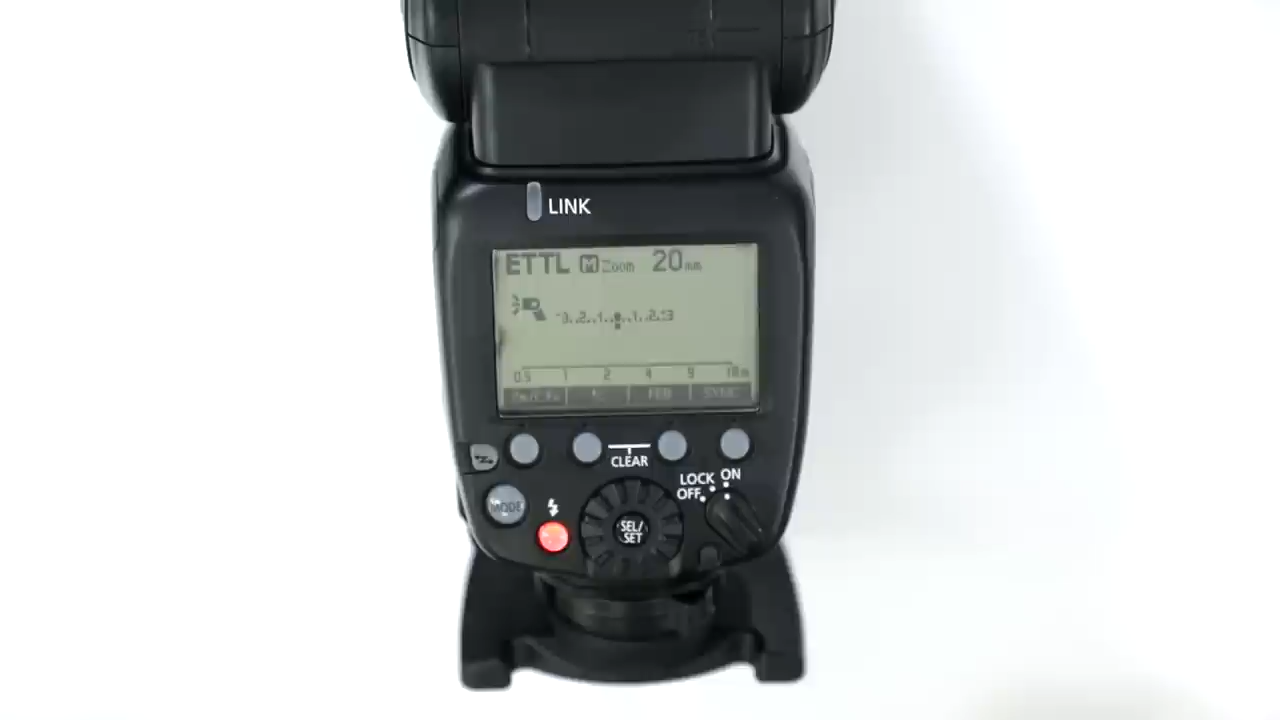 LINK
ETTL M Zoom 20mm
-3..2..1..0..1..2..+3
0.5 1 2 4 9 18m
FEB SYNC
CLEAR
LOCK ON
OFF
MODE
SEL/
SET